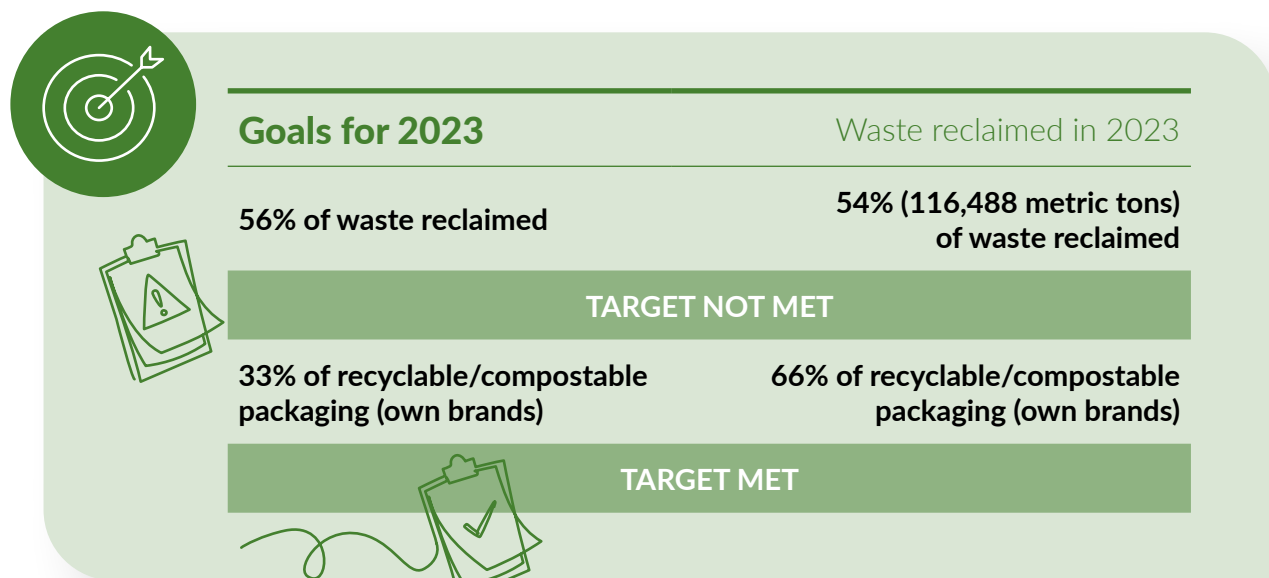 Goals for 2023
Waste reclaimed in 2023
56% of waste reclaimed
54% (116,488 metric tons)
of waste reclaimed
TARGET NOT MET
33% of recyclable/compostable
packaging (own brands)
66% of recyclable/compostable
packaging (own brands)
TARGET MET